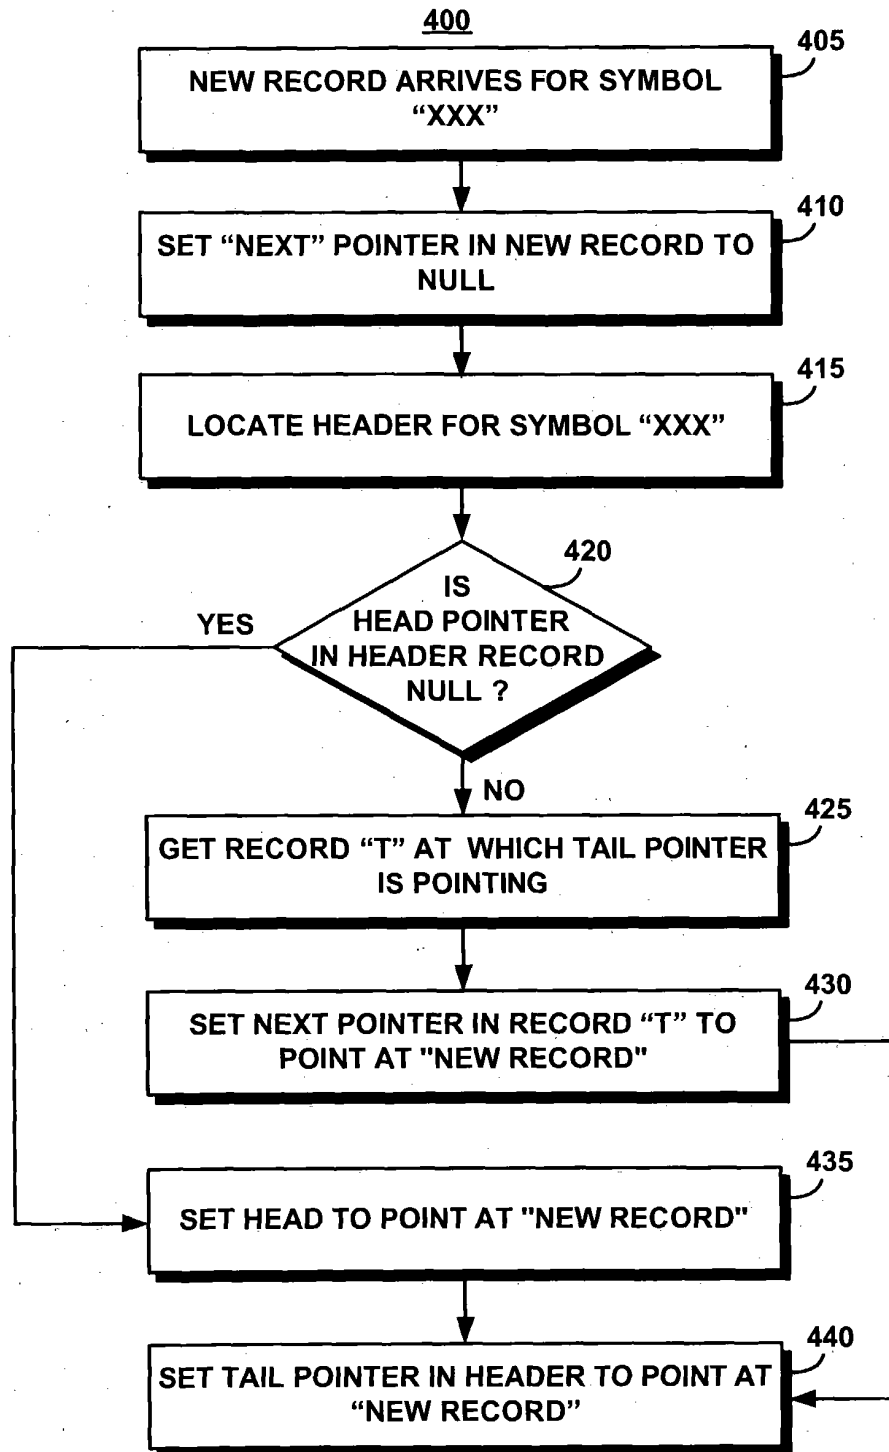 400
405
NEW RECORD ARRIVES FOR SYMBOL
“XXX”
410
SET “NEXT” POINTER IN NEW RECORD TO
NULL
415
LOCATE HEADER FOR SYMBOL “XXX”
420
IS
HEAD POINTER
IN HEADER RECORD
NULL ?
YES
NO
425
GET RECORD “T” AT WHICH TAIL POINTER
IS POINTING
430
SET NEXT POINTER IN RECORD “T” TO
POINT AT "NEW RECORD"
435
SET HEAD TO POINT AT "NEW RECORD"
440
SET TAIL POINTER IN HEADER TO POINT AT
“NEW RECORD”